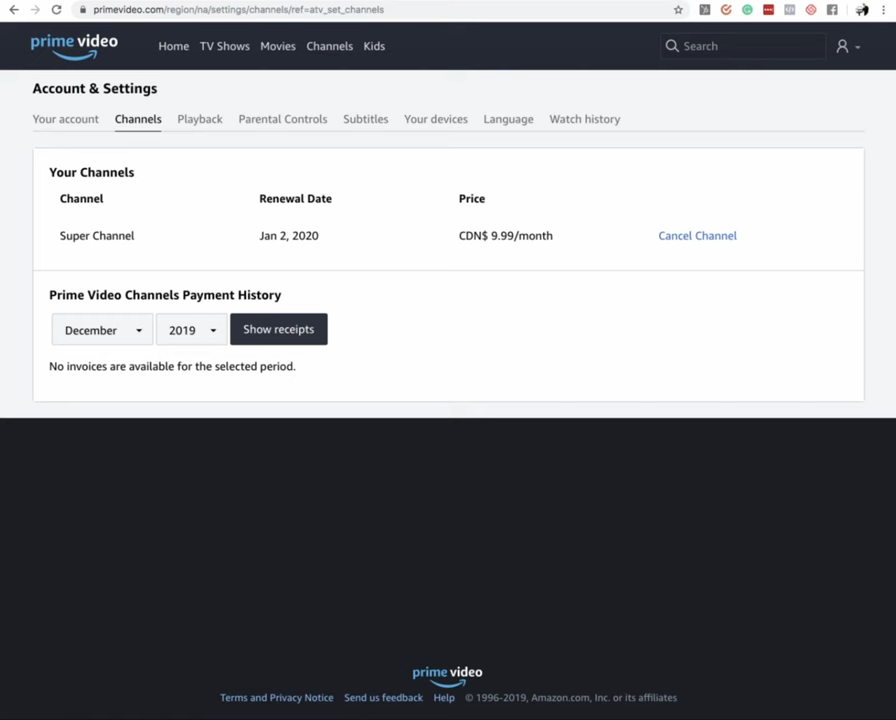 primevideo.com/region/na/settings/channels/ref=atv_set_channels
prime video Home TV Shows Movies Channels Kids Search
Account & Settings
Your account Channels Playback Parental Controls Subtitles Your devices Language Watch history
Your Channels
Channel Renewal Date Price
Super Channel Jan 2, 2020 CDN$ 9.99/month Cancel Channel
Prime Video Channels Payment History
December 2019 Show receipts
No invoices are available for the selected period.
prime video
Terms and Privacy Notice Send us feedback Help © 1996-2019, Amazon.com, Inc. or its affiliates